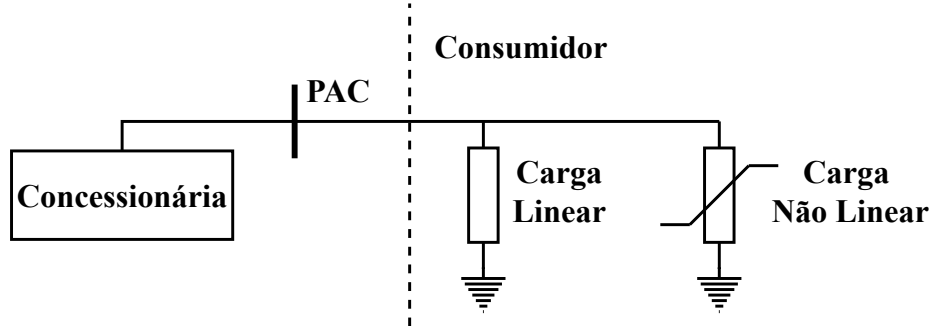 Consumidor
PAC
Concessionária
Carga
Linear
Carga
Não Linear